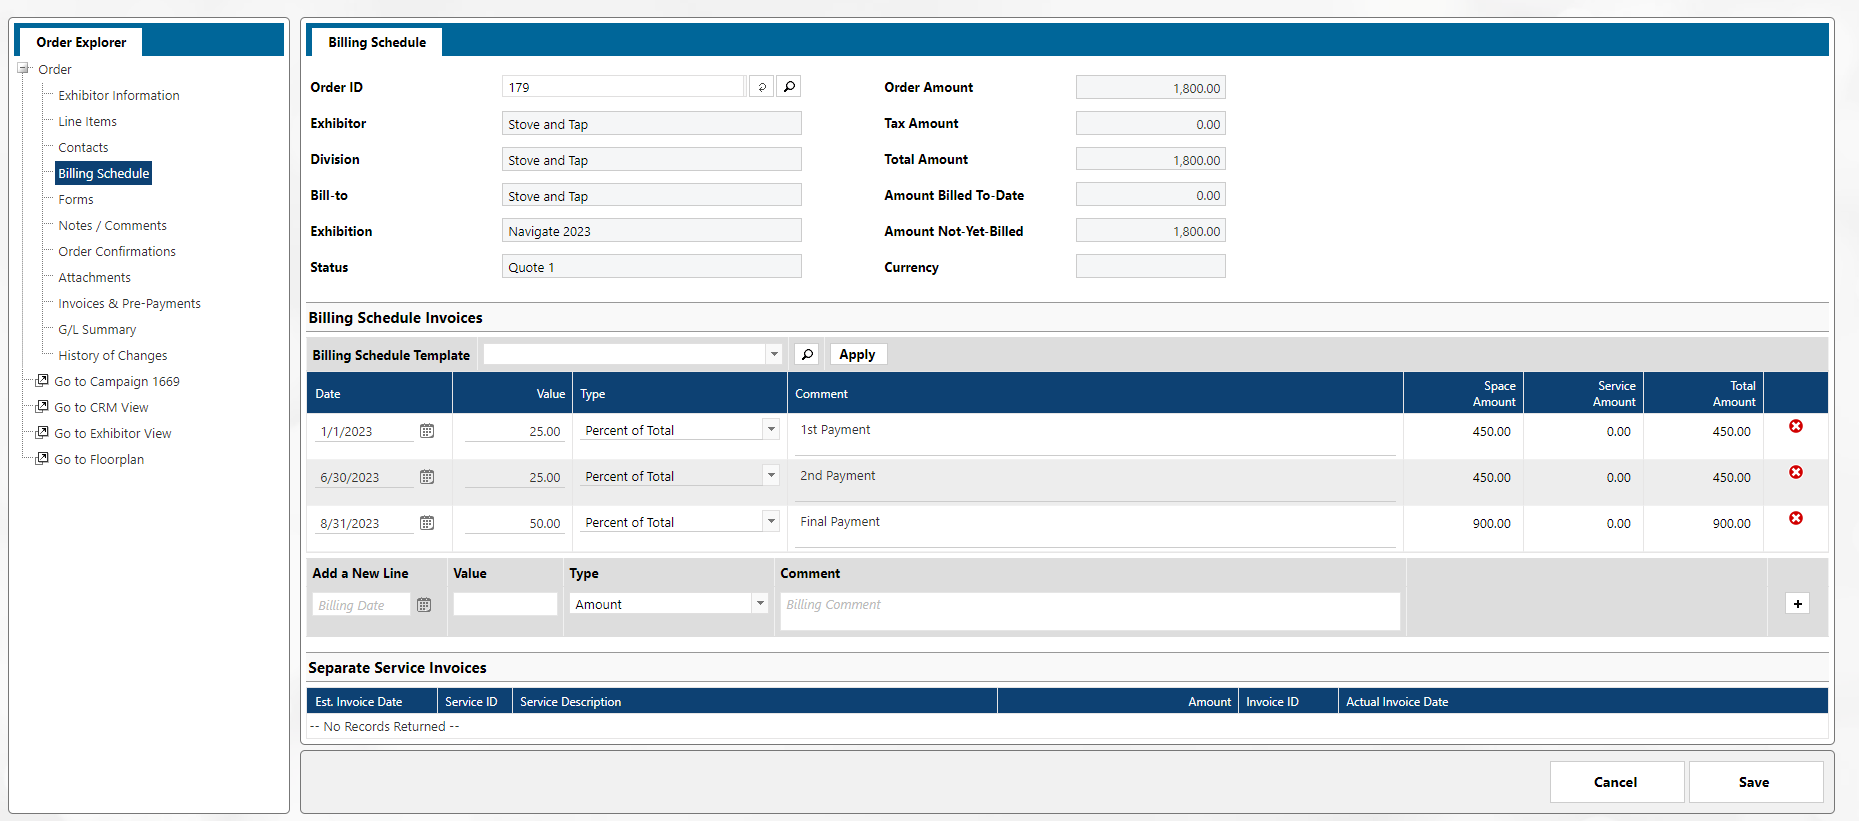 Order Explorer
Order
Exhibitor Information
Line Items
Contacts
Billing Schedule
Forms
Notes / Comments
Order Confirmations
Attachments
Invoices & Pre-Payments
G/L Summary
History of Changes
Go to Campaign 1669
Go to CRM View
Go to Exhibitor View
Go to Floorplan
Billing Schedule
Order ID 179 Order Amount 1,800.00
Exhibitor Stove and Tap Tax Amount 0.00
Division Stove and Tap Total Amount 1,800.00
Bill-to Stove and Tap Amount Billed To-Date 0.00
Exhibition Navigate 2023 Amount Not-Yet-Billed 1,800.00
Status Quote 1 Currency
Billing Schedule Invoices
Billing Schedule Template Apply
Date Value Type Comment Space Amount Service Amount Total Amount
1/1/2023 25.00 Percent of Total 1st Payment 450.00 0.00 450.00
6/30/2023 25.00 Percent of Total 2nd Payment 450.00 0.00 450.00
8/31/2023 50.00 Percent of Total Final Payment 900.00 0.00 900.00
Add a New Line Value Type Comment
Billing Date Amount Billing Comment
Separate Service Invoices
Est. Invoice Date Service ID Service Description Amount Invoice ID Actual Invoice Date
-- No Records Returned --
Cancel Save